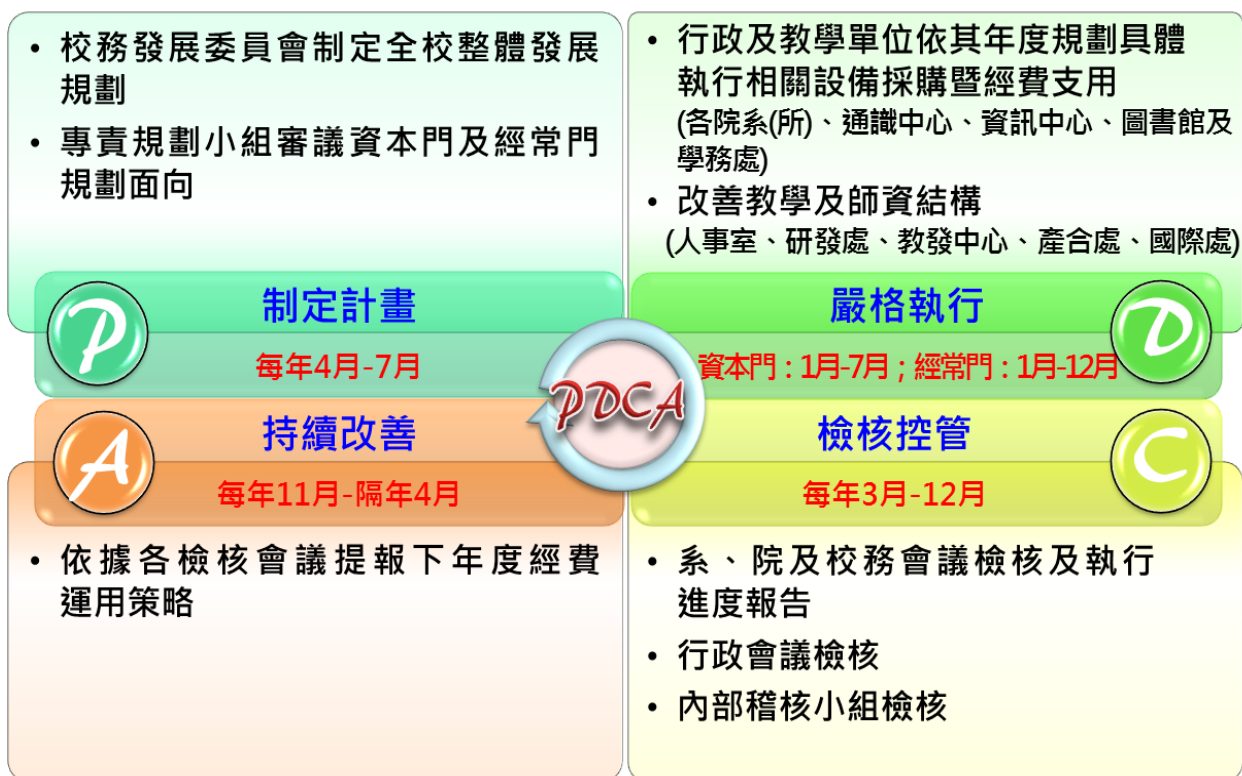 • 校務發展委員會制定全校整體發展
規劃
• 專責規劃小組審議資本門及經常門
規劃面向
P
制定計畫
每年4月-7月
• 行政及教學單位依其年度規劃具體
執行相關設備採購暨經費支用
(各院系(所)、通識中心、資訊中心、圖書館及
學務處)
• 改善教學及師資結構
(人事室、研發處、教發中心、產合處、國際處)
嚴格執行
D
資本門：1月-7月；經常門：1月-12月
PDCA
A
持續改善
每年11月-隔年4月
• 依據各檢核會議提報下年度經費
運用策略
檢核控管
C
每年3月-12月
• 系、院及校務會議檢核及執行
進度報告
• 行政會議檢核
• 內部稽核小組檢核